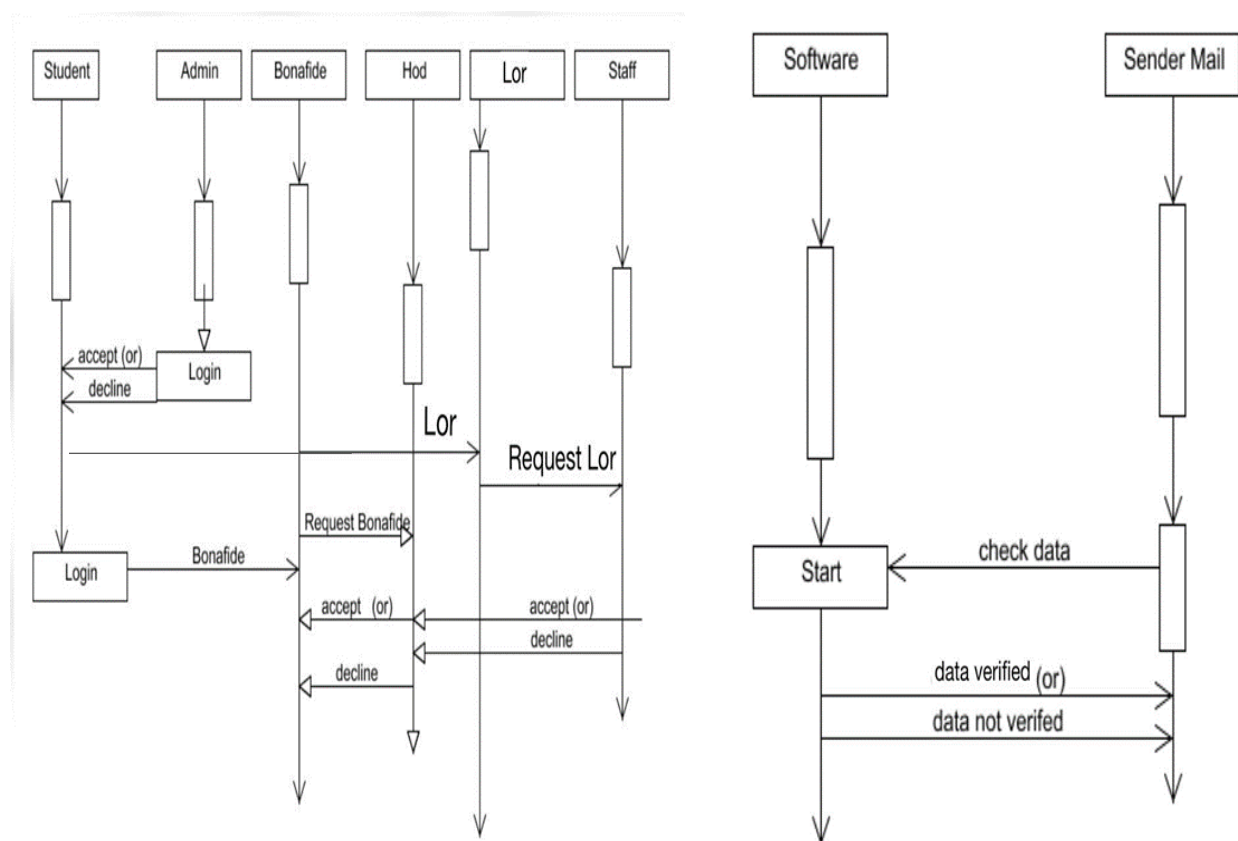 Student
Admin
Bonafide
Hod
Lor
Staff
accept (or)
Login
decline
Lor
Request Lor
Request Bonafide
Bonafide
Login
accept (or)
accept (or)
decline
decline
Software
Sender Mail
check data
Start
data verified (or)
data not verifed